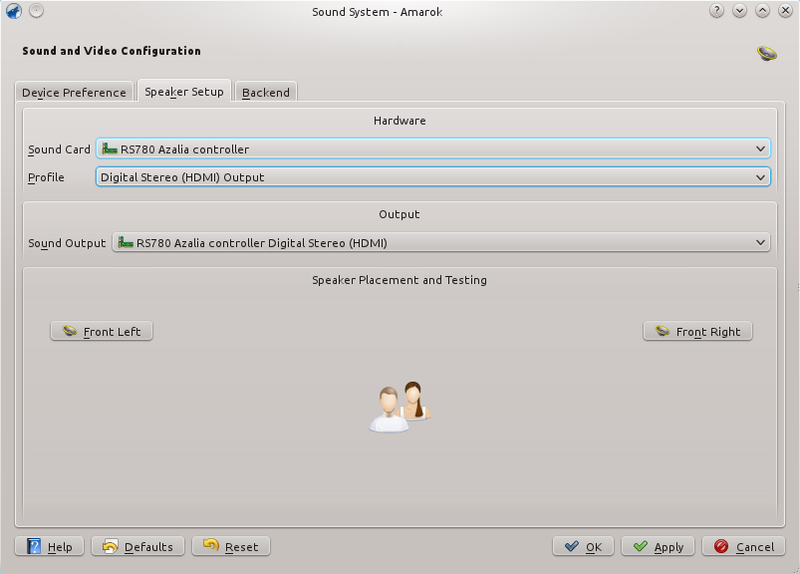 Sound System - Amarok
Sound and Video Configuration
Device Preference
Speaker Setup
Backend
Hardware
Sound Card
RS780 Azalia controller
Profile
Digital Stereo (HDMI) Output
Output
Sound Output
RS780 Azalia controller Digital Stereo (HDMI)
Speaker Placement and Testing
Front Left
Front Right
Help
Defaults
Reset
OK
Apply
Cancel